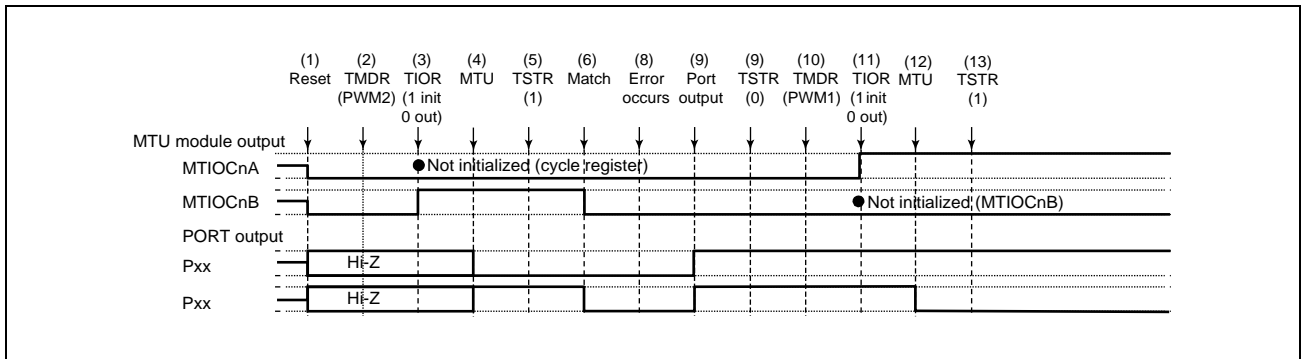 (1) (2) (3) (4) (5) (6) (8) (9) (9) (10) (11) (12) (13)
Reset TMDR TIOR MTU TSTR Match Error Port TSTR TMDR TIOR MTU TSTR
(PWM2) (1 init (1) occurs output (0) (PWM1) (1 init (1)
0 out) 0 out)
MTU module output
MTIOCnA Not initialized (cycle register)
MTIOCnB Not initialized (MTIOCnB)
PORT output
Pxx Hi-Z
Pxx Hi-Z